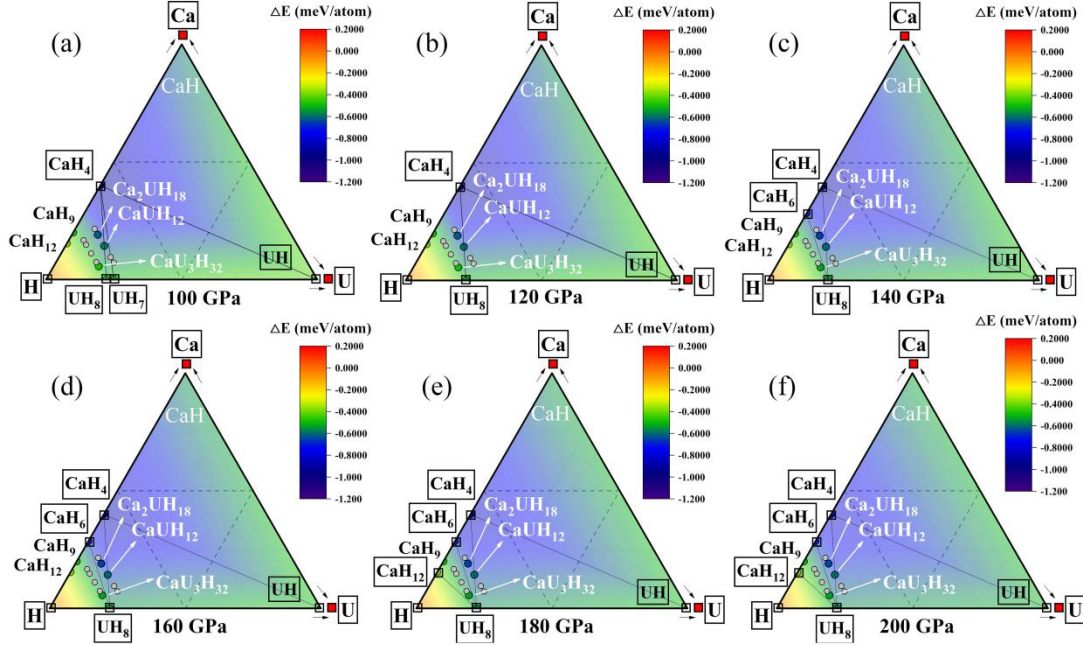 (a)
Ca
△E (meV/atom)
0.2000
0.000
-0.2000
-0.4000
-0.6000
-0.8000
-1.000
-1.200
CaH
CaH₄
Ca₂UH₁₈
CaUH₁₂
CaH₉
CaH₁₂
CaU₃H₃₂
UH
H
UH₈
UH₇
100 GPa
U
(b)
Ca
△E (meV/atom)
0.2000
0.000
-0.2000
-0.4000
-0.6000
-0.8000
-1.000
-1.200
CaH
CaH₄
Ca₂UH₁₈
CaUH₁₂
CaH₉
CaH₁₂
CaU₃H₃₂
UH
H
UH₈
120 GPa
U
(c)
Ca
△E (meV/atom)
0.2000
0.000
-0.2000
-0.4000
-0.6000
-0.8000
-1.000
-1.200
CaH
CaH₄
Ca₂UH₁₈
CaH₆
CaUH₁₂
CaH₉
CaH₁₂
CaU₃H₃₂
UH
H
UH₈
140 GPa
U
(d)
Ca
△E (meV/atom)
0.2000
0.000
-0.2000
-0.4000
-0.6000
-0.8000
-1.000
-1.200
CaH
CaH₄
Ca₂UH₁₈
CaH₆
CaUH₁₂
CaH₉
CaH₁₂
CaU₃H₃₂
UH
H
UH₈
160 GPa
U
(e)
Ca
△E (meV/atom)
0.2000
0.000
-0.2000
-0.4000
-0.6000
-0.8000
-1.000
-1.200
CaH
CaH₄
Ca₂UH₁₈
CaH₆
CaUH₁₂
CaH₉
CaH₁₂
CaU₃H₃₂
UH
H
UH₈
180 GPa
U
(f)
Ca
△E (meV/atom)
0.2000
0.000
-0.2000
-0.4000
-0.6000
-0.8000
-1.000
-1.200
CaH
CaH₄
Ca₂UH₁₈
CaH₆
CaUH₁₂
CaH₉
CaH₁₂
CaU₃H₃₂
UH
H
UH₈
200 GPa
U